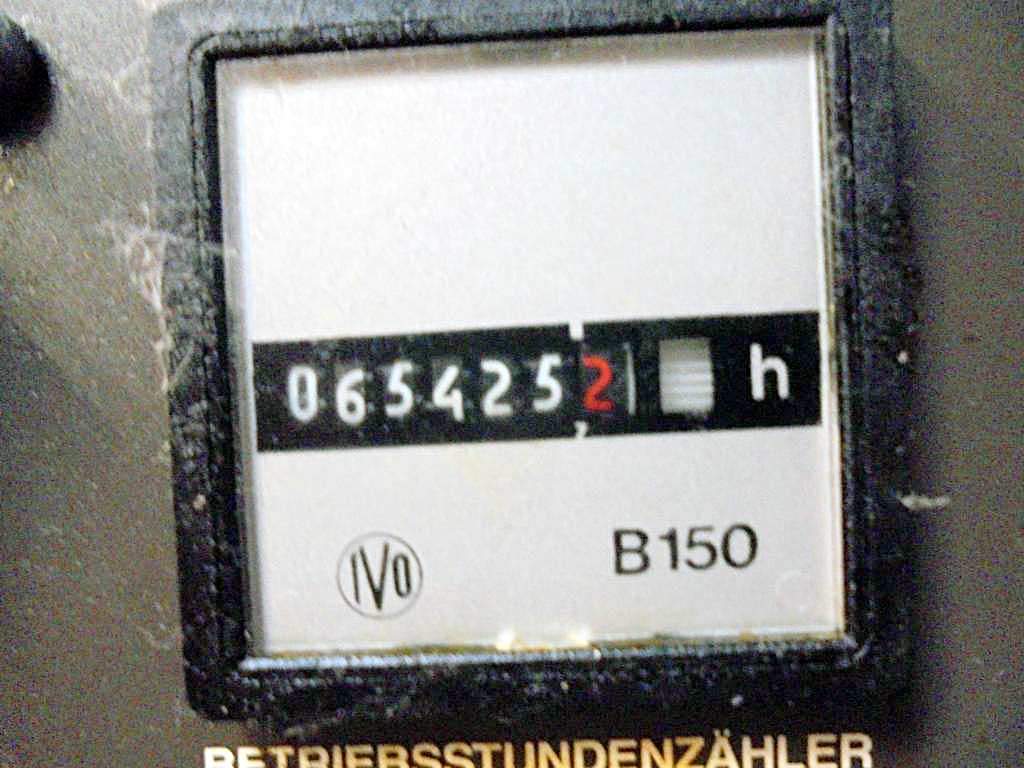 0654252 h
IVO B150
BETRIEBSSTUNDENZÄHLER